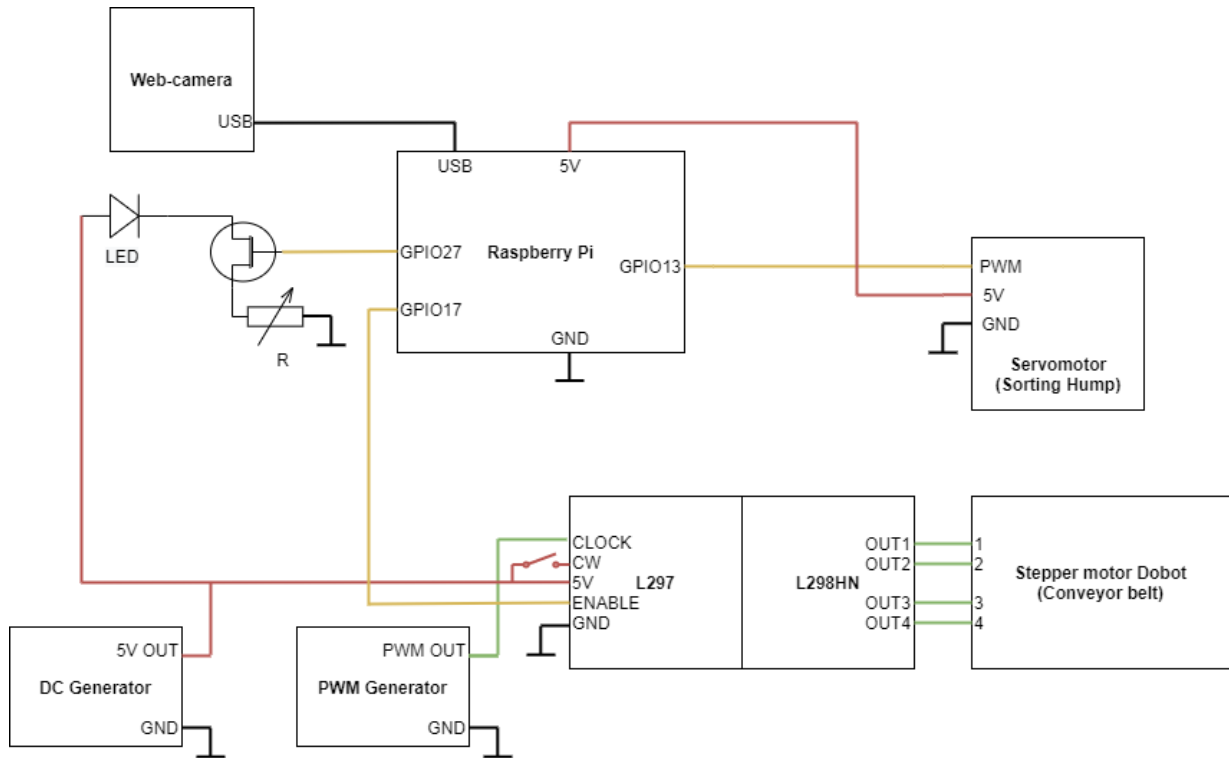 Web-camera
USB
USB
5V
LED
GPIO27
Raspberry Pi
GPIO13
PWM
5V
GPIO17
GND
GND
R
Servomotor
(Sorting Hump)
CLOCK
CW
5V
ENABLE
GND
L297
L298HN
OUT1
OUT2
OUT3
OUT4
1
2
3
4
Stepper motor Dobot
(Conveyor belt)
5V OUT
DC Generator
GND
PWM OUT
PWM Generator
GND